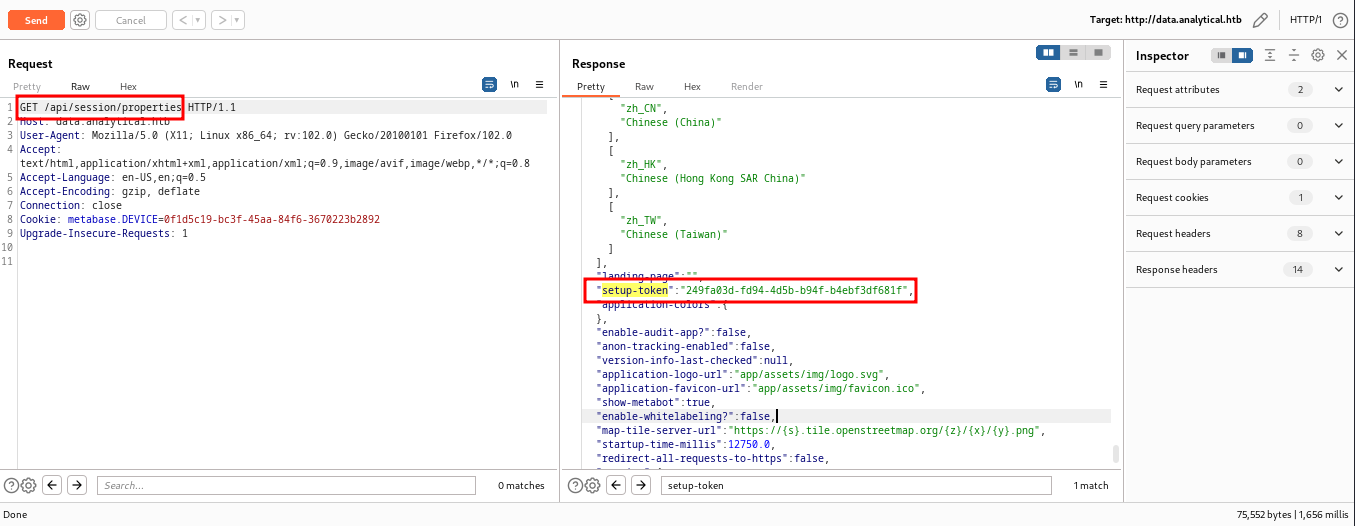 Send
Cancel
< | ▾
> | ▾
Target: http://data.analytical.htb
HTTP/1
Request
Pretty
Raw
Hex
\n
1 GET /api/session/properties HTTP/1.1
2 Host: data.analytical.htb
3 User-Agent: Mozilla/5.0 (X11; Linux x86_64; rv:102.0) Gecko/20100101 Firefox/102.0
4 Accept:
text/html,application/xhtml+xml,application/xml;q=0.9,image/avif,image/webp,*/*;q=0.8
5 Accept-Language: en-US,en;q=0.5
6 Accept-Encoding: gzip, deflate
7 Connection: close
8 Cookie: metabase.DEVICE=0f1d5c19-bc3f-45aa-84f6-3670223b2892
9 Upgrade-Insecure-Requests: 1
10
11
Search...
0 matches
Response
Pretty
Raw
Hex
Render
\n
[
"zh_CN",
"Chinese (China)"
],
[
"zh_HK",
"Chinese (Hong Kong SAR China)"
],
[
"zh_TW",
"Chinese (Taiwan)"
]
],
"landing-page":"",
"setup-token":"249fa03d-fd94-4d5b-b94f-b4ebf3df681f",
"application-colors":{
},
"enable-audit-app?":false,
"anon-tracking-enabled":false,
"version-info-last-checked":null,
"application-logo-url":"app/assets/img/logo.svg",
"application-favicon-url":"app/assets/img/favicon.ico",
"show-metabot":true,
"enable-whitelabeling?":false,
"map-tile-server-url":"https://{s}.tile.openstreetmap.org/{z}/{x}/{y}.png",
"startup-time-millis":12750.0,
"redirect-all-requests-to-https":false,
setup-token
1 match
Inspector
Request attributes 2
Request query parameters 0
Request body parameters 0
Request cookies 1
Request headers 8
Response headers 14
Done
75,552 bytes | 1,656 millis